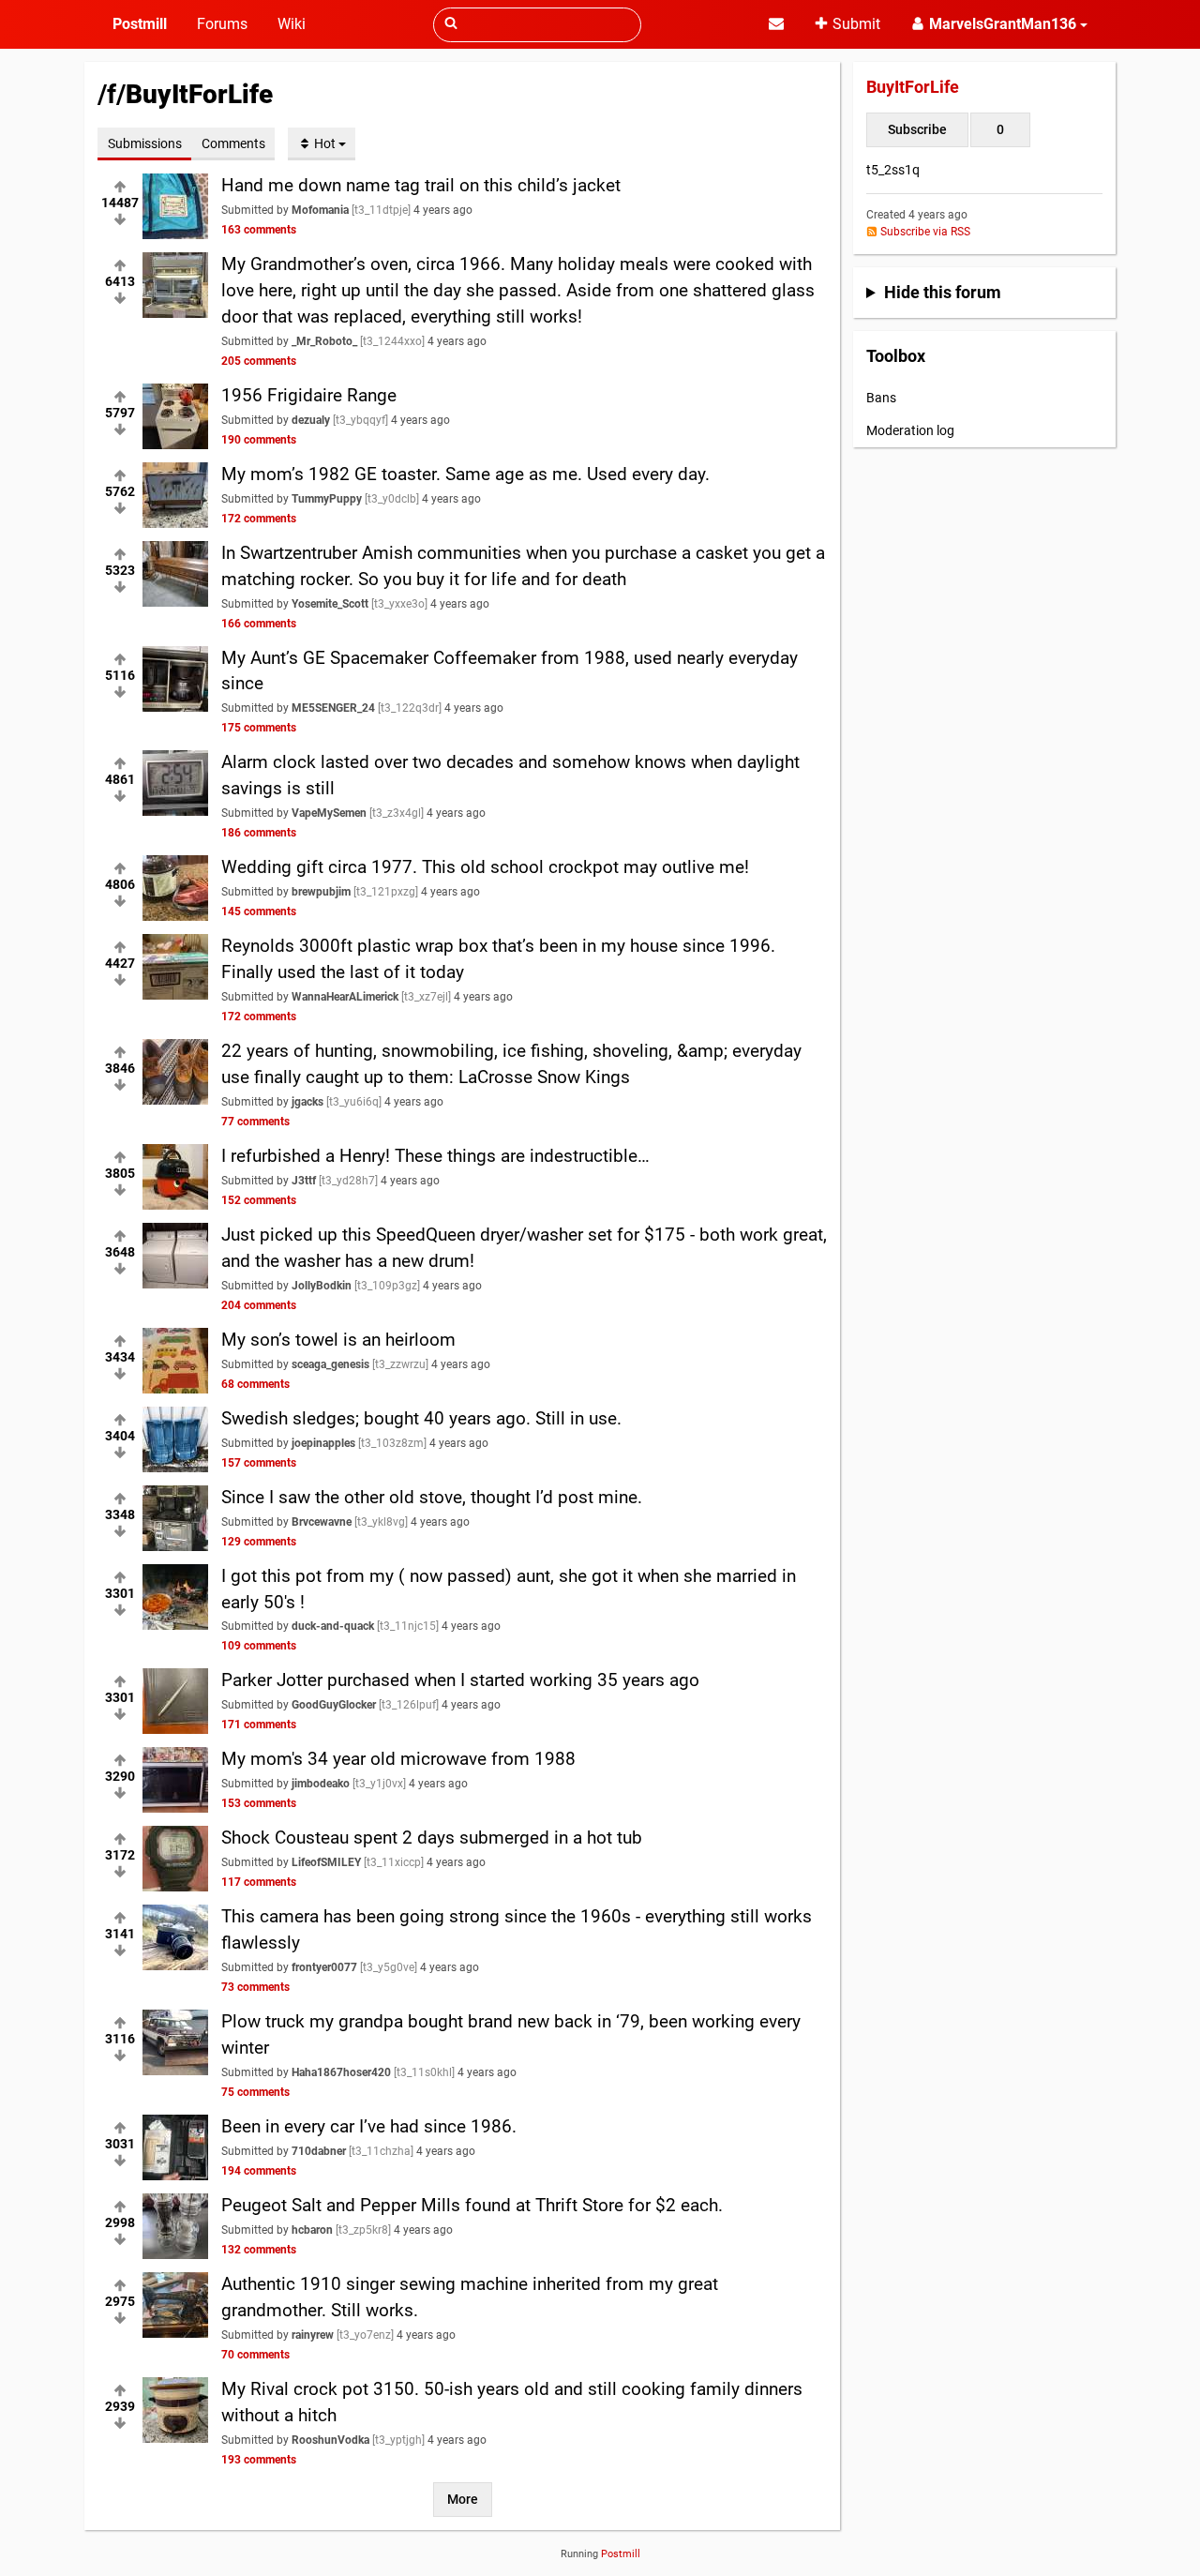 Postmill Forums Wiki Submit MarvelsGrantMan136
/f/BuyItForLife
Submissions Comments Hot
14487
Hand me down name tag trail on this child’s jacket
Submitted by Mofomania [t3_11dtpje] 4 years ago
163 comments
6413
My Grandmother’s oven, circa 1966. Many holiday meals were cooked with
love here, right up until the day she passed. Aside from one shattered glass
door that was replaced, everything still works!
Submitted by _Mr_Roboto_ [t3_1244xxo] 4 years ago
205 comments
5797
1956 Frigidaire Range
Submitted by dezualy [t3_ybqqyf] 4 years ago
190 comments
5762
My mom’s 1982 GE toaster. Same age as me. Used every day.
Submitted by TummyPuppy [t3_y0dclb] 4 years ago
172 comments
5323
In Swartzentruber Amish communities when you purchase a casket you get a
matching rocker. So you buy it for life and for death
Submitted by Yosemite_Scott [t3_yxxe3o] 4 years ago
166 comments
5116
My Aunt’s GE Spacemaker Coffeemaker from 1988, used nearly everyday
since
Submitted by ME5SENGER_24 [t3_122q3dr] 4 years ago
175 comments
4861
Alarm clock lasted over two decades and somehow knows when daylight
savings is still
Submitted by VapeMySemen [t3_z3x4gl] 4 years ago
186 comments
4806
Wedding gift circa 1977. This old school crockpot may outlive me!
Submitted by brewpubjim [t3_121pxzg] 4 years ago
145 comments
4427
Reynolds 3000ft plastic wrap box that’s been in my house since 1996.
Finally used the last of it today
Submitted by WannaHearALimerick [t3_xz7ejl] 4 years ago
172 comments
3846
22 years of hunting, snowmobiling, ice fishing, shoveling, &amp; everyday
use finally caught up to them: LaCrosse Snow Kings
Submitted by jgacks [t3_yu6i6q] 4 years ago
77 comments
3805
I refurbished a Henry! These things are indestructible…
Submitted by J3ttf [t3_yd28h7] 4 years ago
152 comments
3648
Just picked up this SpeedQueen dryer/washer set for $175 - both work great,
and the washer has a new drum!
Submitted by JollyBodkin [t3_109p3gz] 4 years ago
204 comments
3434
My son’s towel is an heirloom
Submitted by sceaga_genesis [t3_zzwrzu] 4 years ago
68 comments
3404
Swedish sledges; bought 40 years ago. Still in use.
Submitted by joepinapples [t3_103z8zm] 4 years ago
157 comments
3348
Since I saw the other old stove, thought I’d post mine.
Submitted by Brvcewavne [t3_ykl8vg] 4 years ago
129 comments
3301
I got this pot from my ( now passed) aunt, she got it when she married in
early 50's !
Submitted by duck-and-quack [t3_11njc15] 4 years ago
109 comments
3301
Parker Jotter purchased when I started working 35 years ago
Submitted by GoodGuyGlocker [t3_126lpuf] 4 years ago
171 comments
3290
My mom's 34 year old microwave from 1988
Submitted by jimbodeako [t3_y1j0vx] 4 years ago
153 comments
3172
Shock Cousteau spent 2 days submerged in a hot tub
Submitted by LifeofSMILEY [t3_11xiccp] 4 years ago
117 comments
3141
This camera has been going strong since the 1960s - everything still works
flawlessly
Submitted by frontyer0077 [t3_y5g0ve] 4 years ago
73 comments
3116
Plow truck my grandpa bought brand new back in ‘79, been working every
winter
Submitted by Haha1867hoser420 [t3_11s0khl] 4 years ago
75 comments
3031
Been in every car I’ve had since 1986.
Submitted by 710dabner [t3_11chzha] 4 years ago
194 comments
2998
Peugeot Salt and Pepper Mills found at Thrift Store for $2 each.
Submitted by hcbaron [t3_zp5kr8] 4 years ago
132 comments
2975
Authentic 1910 singer sewing machine inherited from my great
grandmother. Still works.
Submitted by rainyrew [t3_yo7enz] 4 years ago
70 comments
2939
My Rival crock pot 3150. 50-ish years old and still cooking family dinners
without a hitch
Submitted by RooshunVodka [t3_yptjgh] 4 years ago
193 comments
More
BuyItForLife
Subscribe 0
t5_2ss1q
Created 4 years ago
Subscribe via RSS
Hide this forum
Toolbox
Bans
Moderation log
Running Postmill